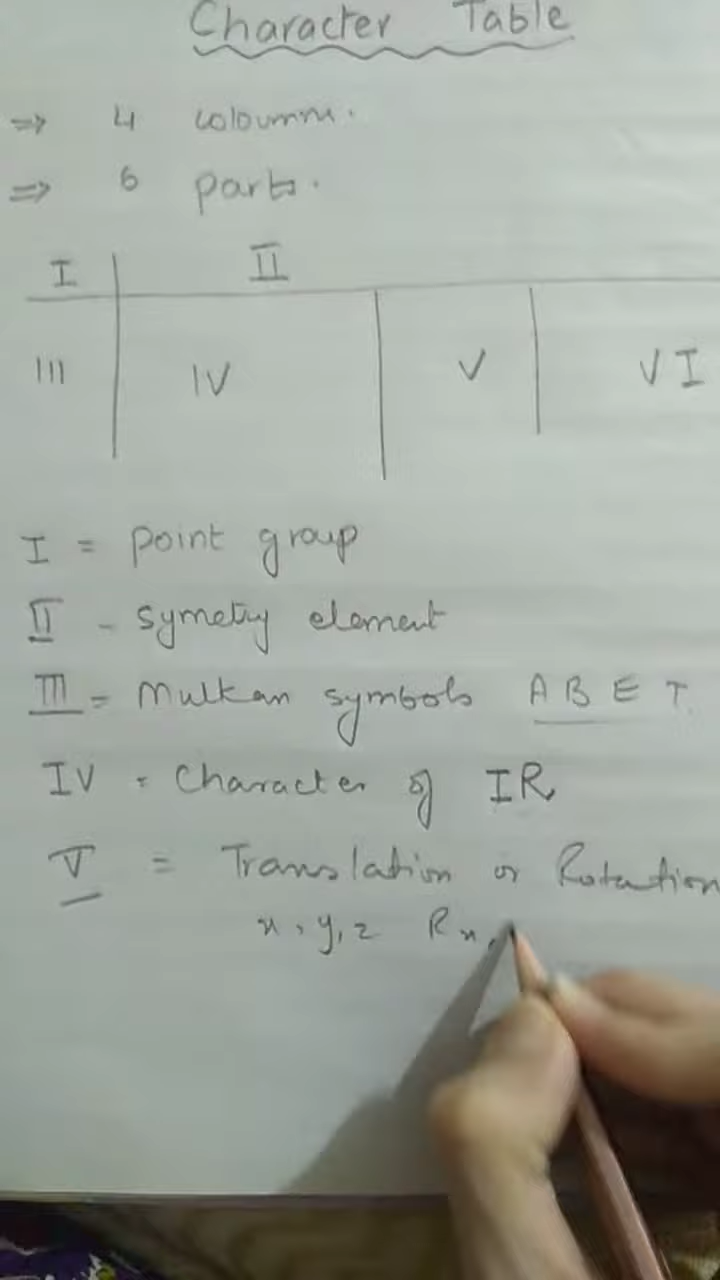 Character Table
⇒ 4 coloumn.
⇒ 6 parts.
I II
III IV V VI
I = point group
II - symetry element
III = Mulkan symbols A B E T
IV = Character of IR
V = Translation or Rotation
x, y, z Rx,